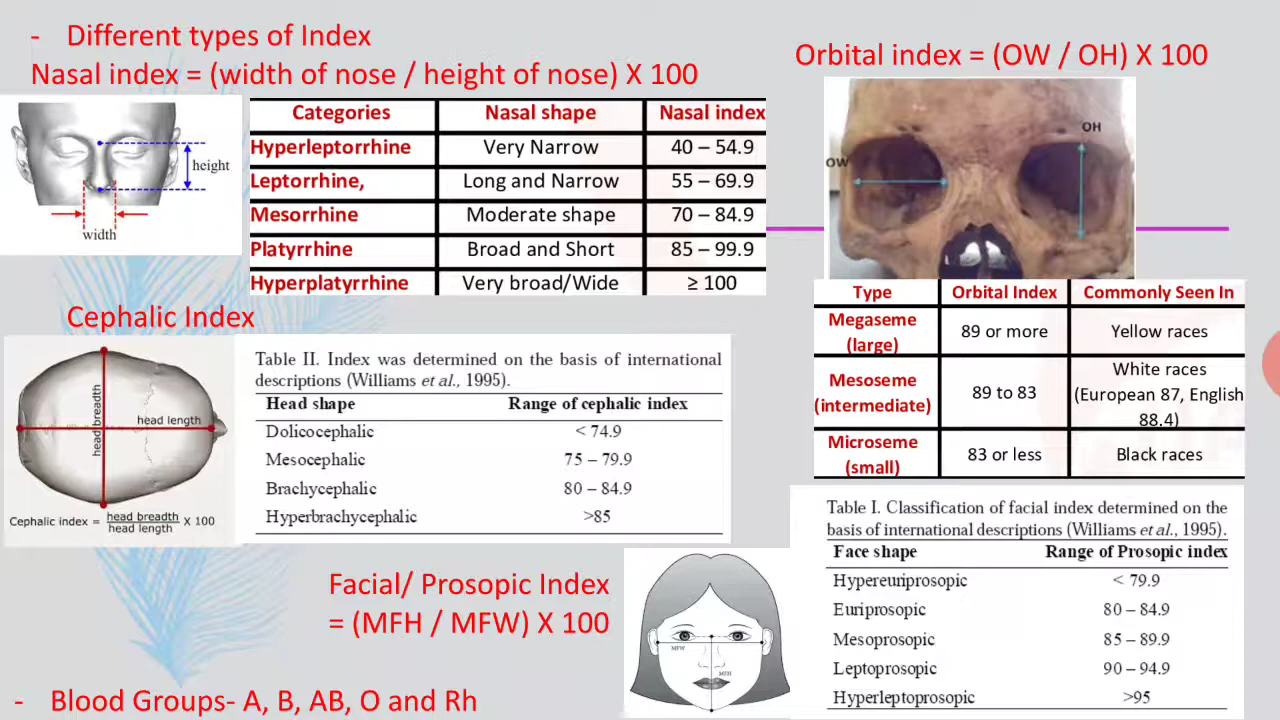 - Different types of Index
Nasal index = (width of nose / height of nose) X 100
height
width
Categories Nasal shape Nasal index
Hyperleptorrhine Very Narrow 40 – 54.9
Leptorrhine, Long and Narrow 55 – 69.9
Mesorrhine Moderate shape 70 – 84.9
Platyrrhine Broad and Short 85 – 99.9
Hyperplatyrrhine Very broad/Wide ≥ 100
Orbital index = (OW / OH) X 100
OH
OW
Type Orbital Index Commonly Seen In
Megaseme
(large) 89 or more Yellow races
Mesoseme
(intermediate) 89 to 83 White races
(European 87, English
88.4)
Microseme
(small) 83 or less Black races
Cephalic Index
head breadth
head length
Cephalic index = head breadth / head length X 100
Table II. Index was determined on the basis of international
descriptions (Williams et al., 1995).
Head shape Range of cephalic index
Dolicocephalic < 74.9
Mesocephalic 75 – 79.9
Brachycephalic 80 – 84.9
Hyperbrachycephalic >85
Facial/ Prosopic Index
= (MFH / MFW) X 100
MFW
MFH
Table I. Classification of facial index determined on the
basis of international descriptions (Williams et al., 1995).
Face shape Range of Prosopic index
Hypereuriprosopic < 79.9
Euriprosopic 80 – 84.9
Mesoprosopic 85 – 89.9
Leptoprosopic 90 – 94.9
Hyperleptoprosopic >95
- Blood Groups- A, B, AB, O and Rh